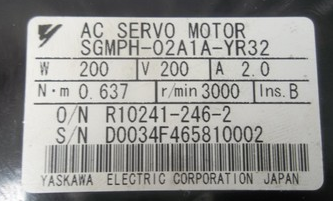 AC SERVO MOTOR
SGMPH-02A1A-YR32
W 200 V 200 A 2.0
N·m 0.637 r/min 3000 Ins.B
O/N R10241-246-2
S/N D0034F465810002
YASKAWA ELECTRIC CORPORATION JAPAN